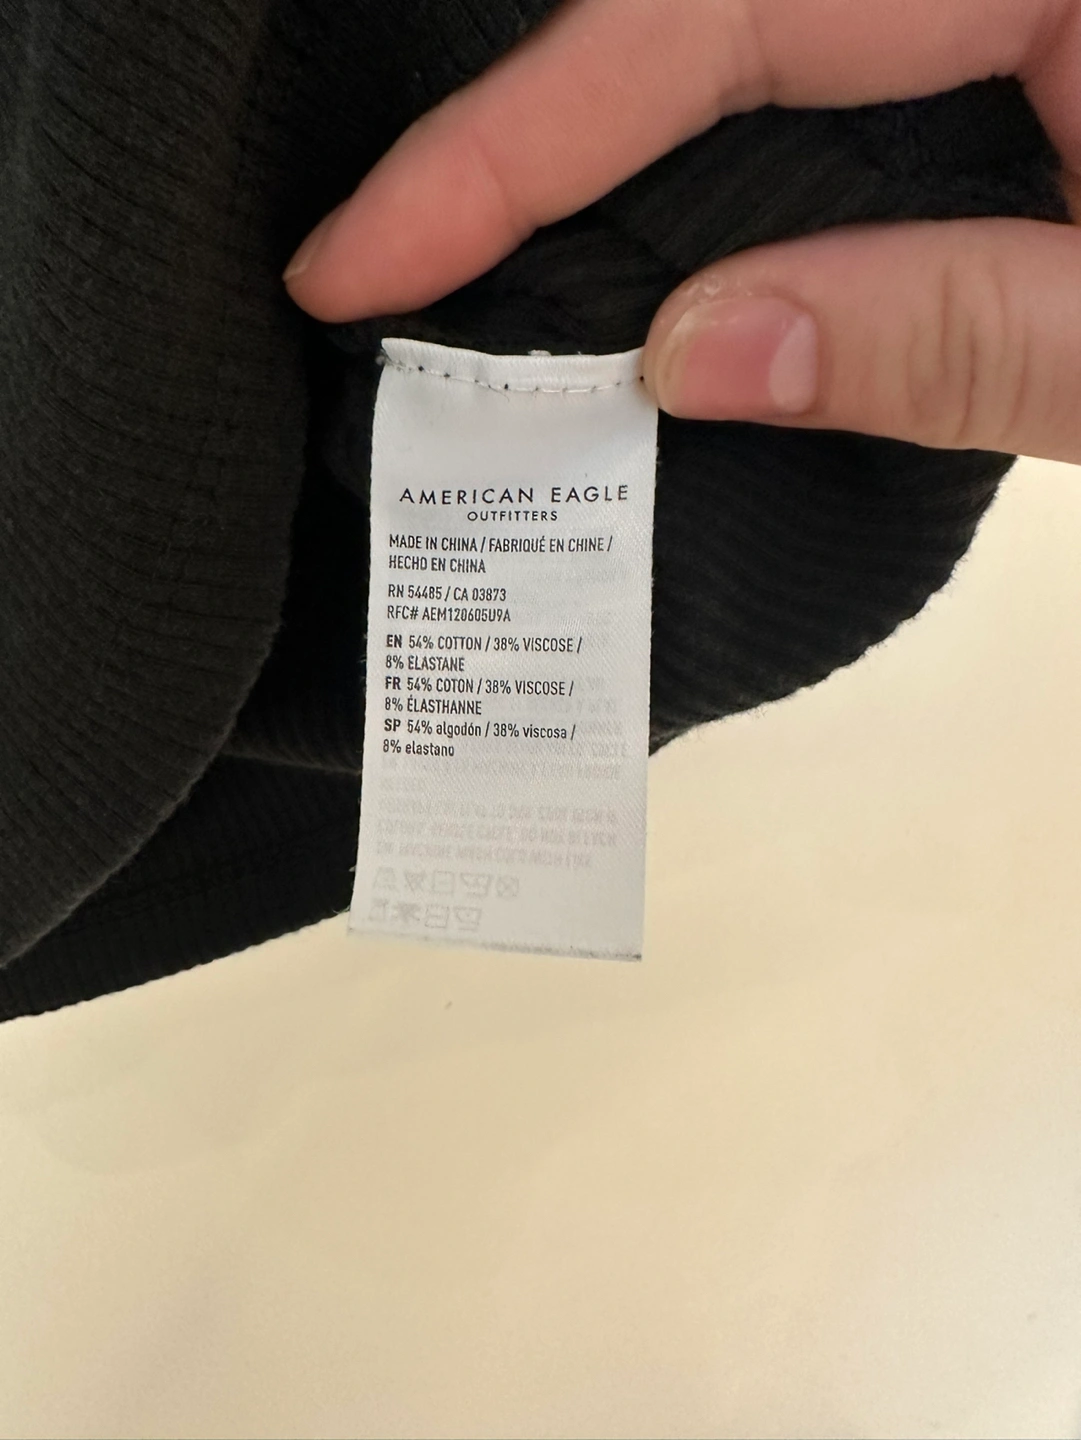 AMERICAN EAGLE
OUTFITTERS
MADE IN CHINA / FABRIQUÉ EN CHINE /
HECHO EN CHINA
RN 54485 / CA 03873
RFC# AEM120605U9A
EN 54% COTTON / 38% VISCOSE /
8% ELASTANE
FR 54% COTON / 38% VISCOSE /
8% ÉLASTHANNE
SP 54% algodón / 38% viscosa /
8% elastano